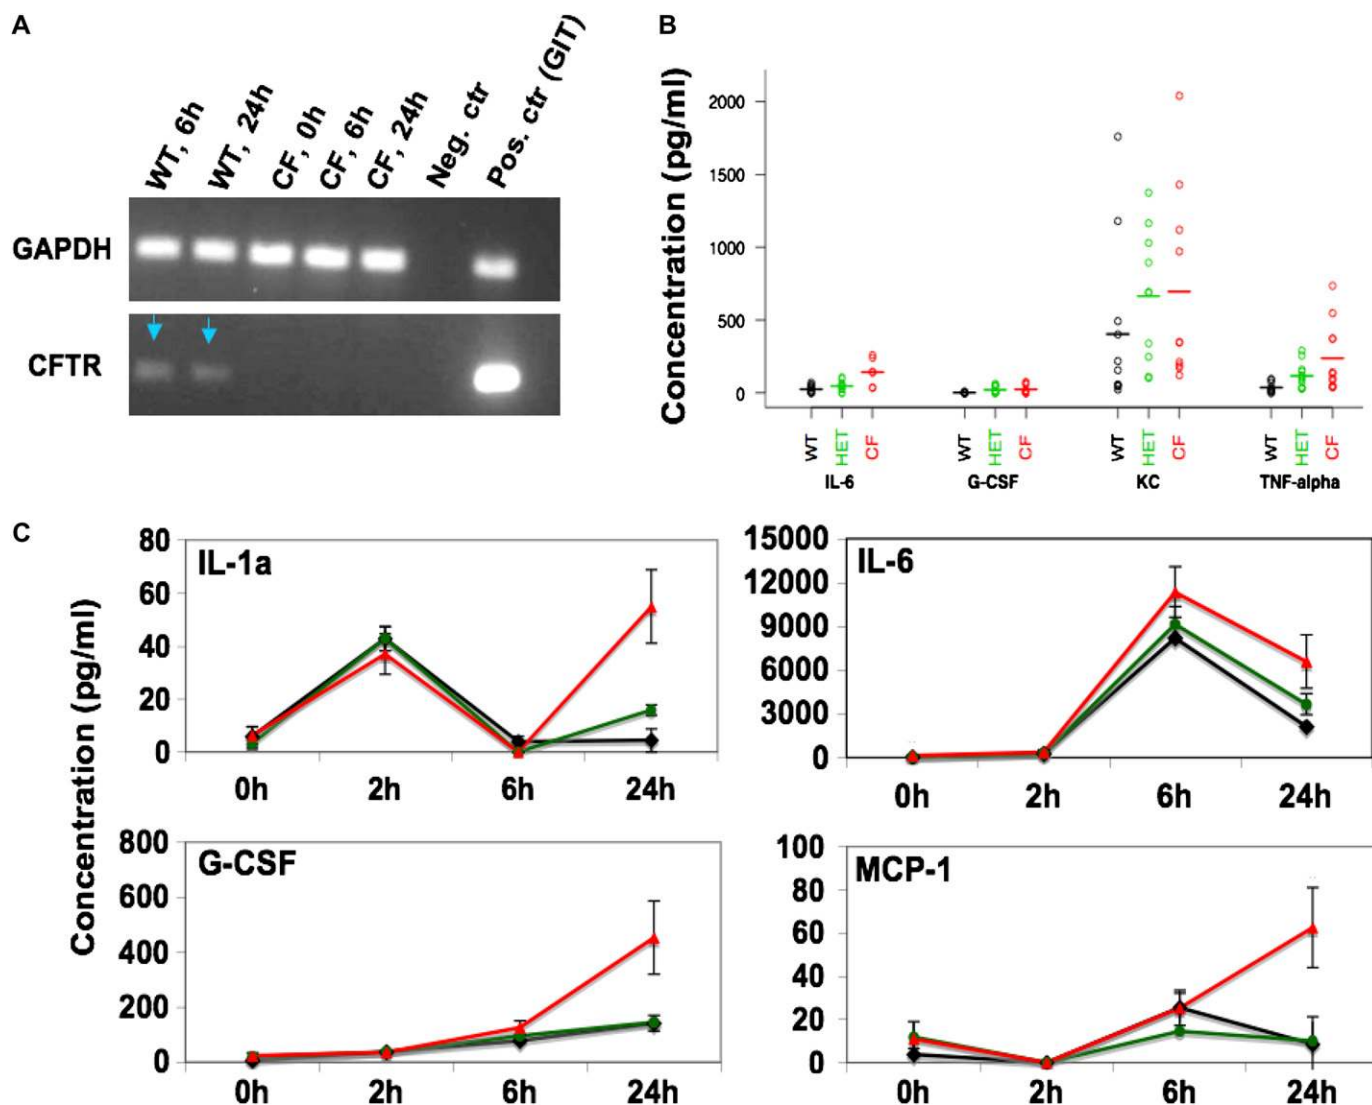 A
WT, 6h
WT, 24h
CF, 0h
CF, 6h
CF, 24h
Neg. ctr
Pos. ctr (GIT)
GAPDH
CFTR
B
Concentration (pg/ml)
2000
1500
1000
500
0
WT
HET
CF
WT
HET
CF
WT
HET
CF
WT
HET
CF
IL-6
G-CSF
KC
TNF-alpha
C
Concentration (pg/ml)
IL-1a
80
60
40
20
0
0h
2h
6h
24h
IL-6
15000
12000
9000
6000
3000
0
0h
2h
6h
24h
G-CSF
800
600
400
200
0
0h
2h
6h
24h
MCP-1
100
80
60
40
20
0
0h
2h
6h
24h